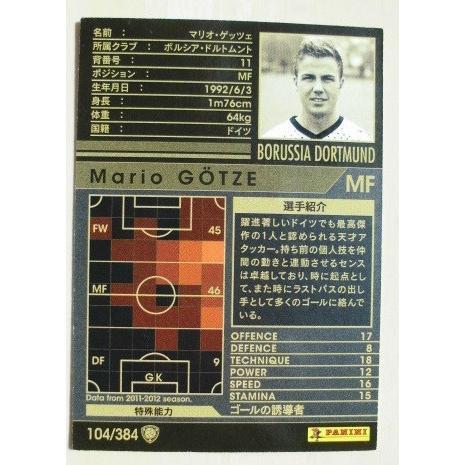 名前 : マリオ・ゲッツェ
所属クラブ : ボルシア・ドルトムント
背番号 : 11
ポジション : MF
生年月日 : 1992/6/3
身長 : 1m76cm
体重 : 64kg
国籍 : ドイツ
BORUSSIA DORTMUND
Mario GÖTZE MF
FW 45
MF 46
DF 9
GK
Data from 2011-2012 season.
特殊能力
選手紹介
躍進著しいドイツでも最高傑
作の1人と認められる天才ア
タッカー。持ち前の個人技を仲
間の動きと連動させるセンス
は卓越しており、時に起点とし
て、また時にラストパスの出し
手として多くのゴールに絡んで
いる。
OFFENCE 17
DEFENCE 8
TECHNIQUE 18
POWER 12
SPEED 16
STAMINA 15
ゴールの誘導者
104/384
PANINI